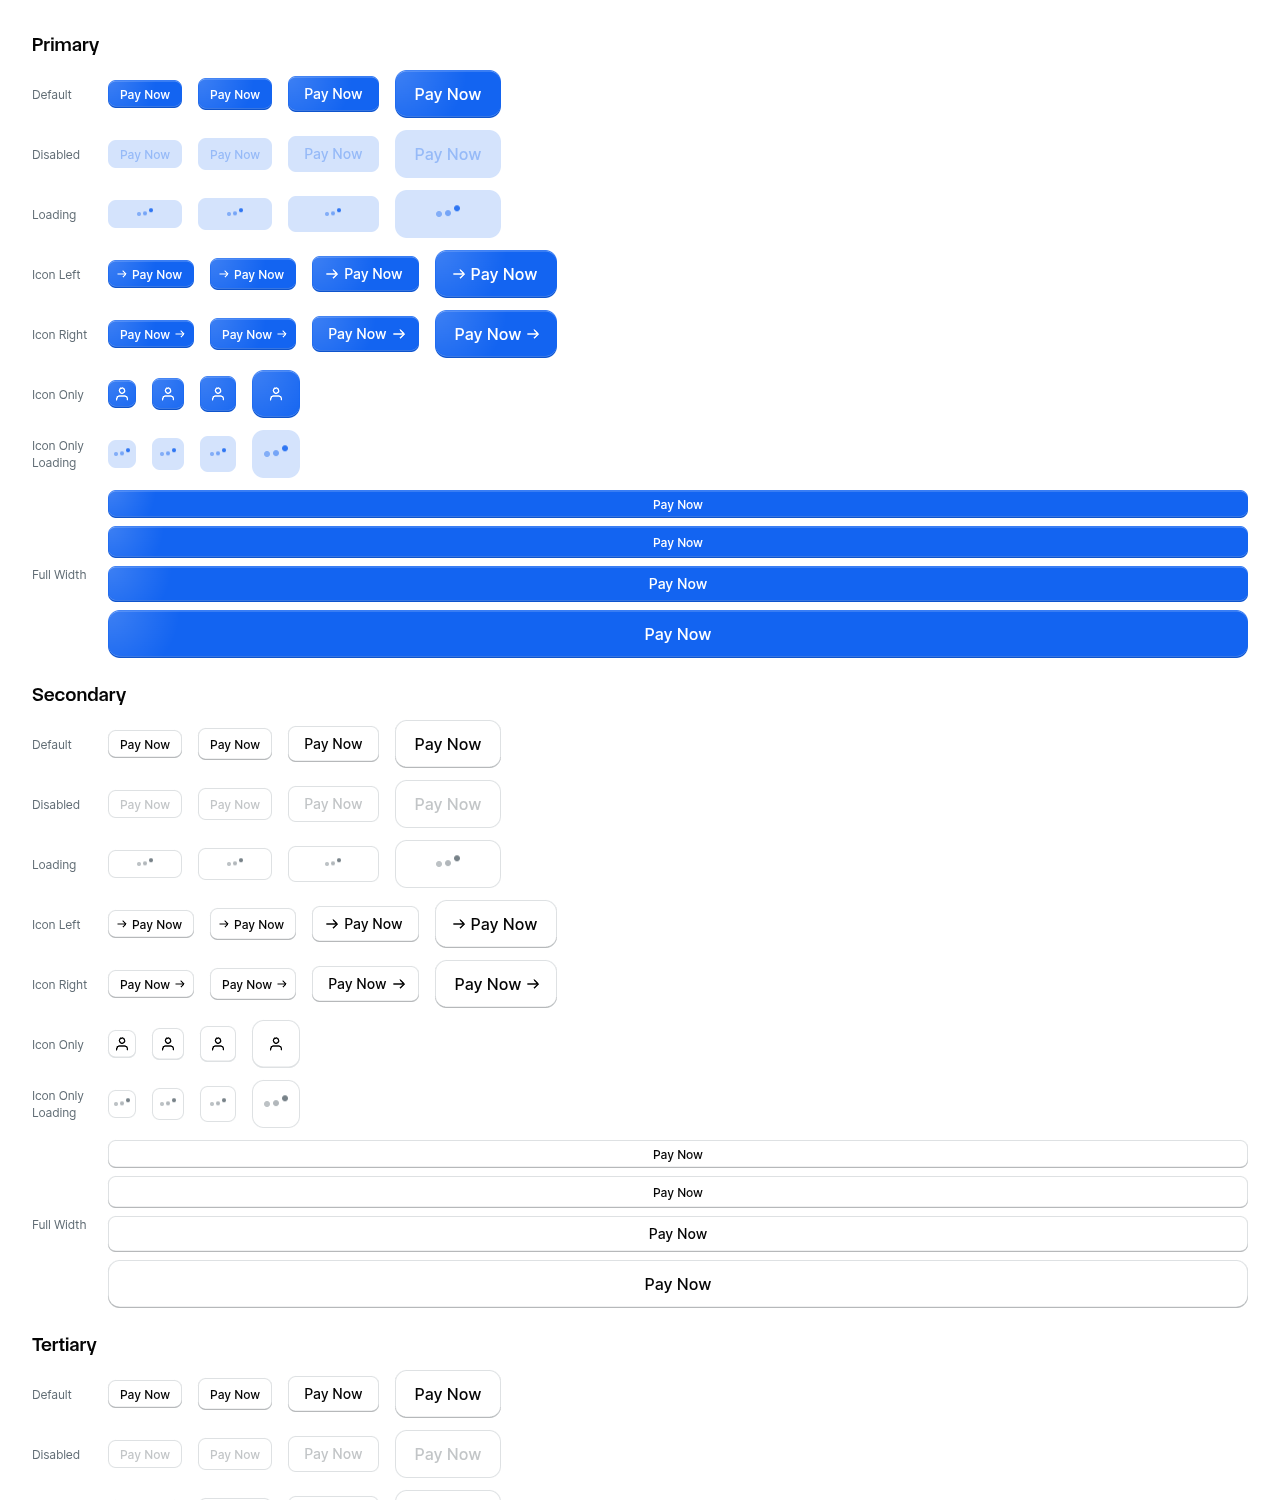 Primary
Default Pay Now Pay Now Pay Now Pay Now
Disabled Pay Now Pay Now Pay Now Pay Now
Loading
Icon Left Pay Now Pay Now Pay Now Pay Now
Icon Right Pay Now Pay Now Pay Now Pay Now
Icon Only
Icon Only
Loading
Pay Now
Pay Now
Full Width
Pay Now
Pay Now
Secondary
Default Pay Now Pay Now Pay Now Pay Now
Disabled Pay Now Pay Now Pay Now Pay Now
Loading
Icon Left Pay Now Pay Now Pay Now Pay Now
Icon Right Pay Now Pay Now Pay Now Pay Now
Icon Only
Icon Only
Loading
Pay Now
Pay Now
Full Width
Pay Now
Pay Now
Tertiary
Default Pay Now Pay Now Pay Now Pay Now
Disabled Pay Now Pay Now Pay Now Pay Now